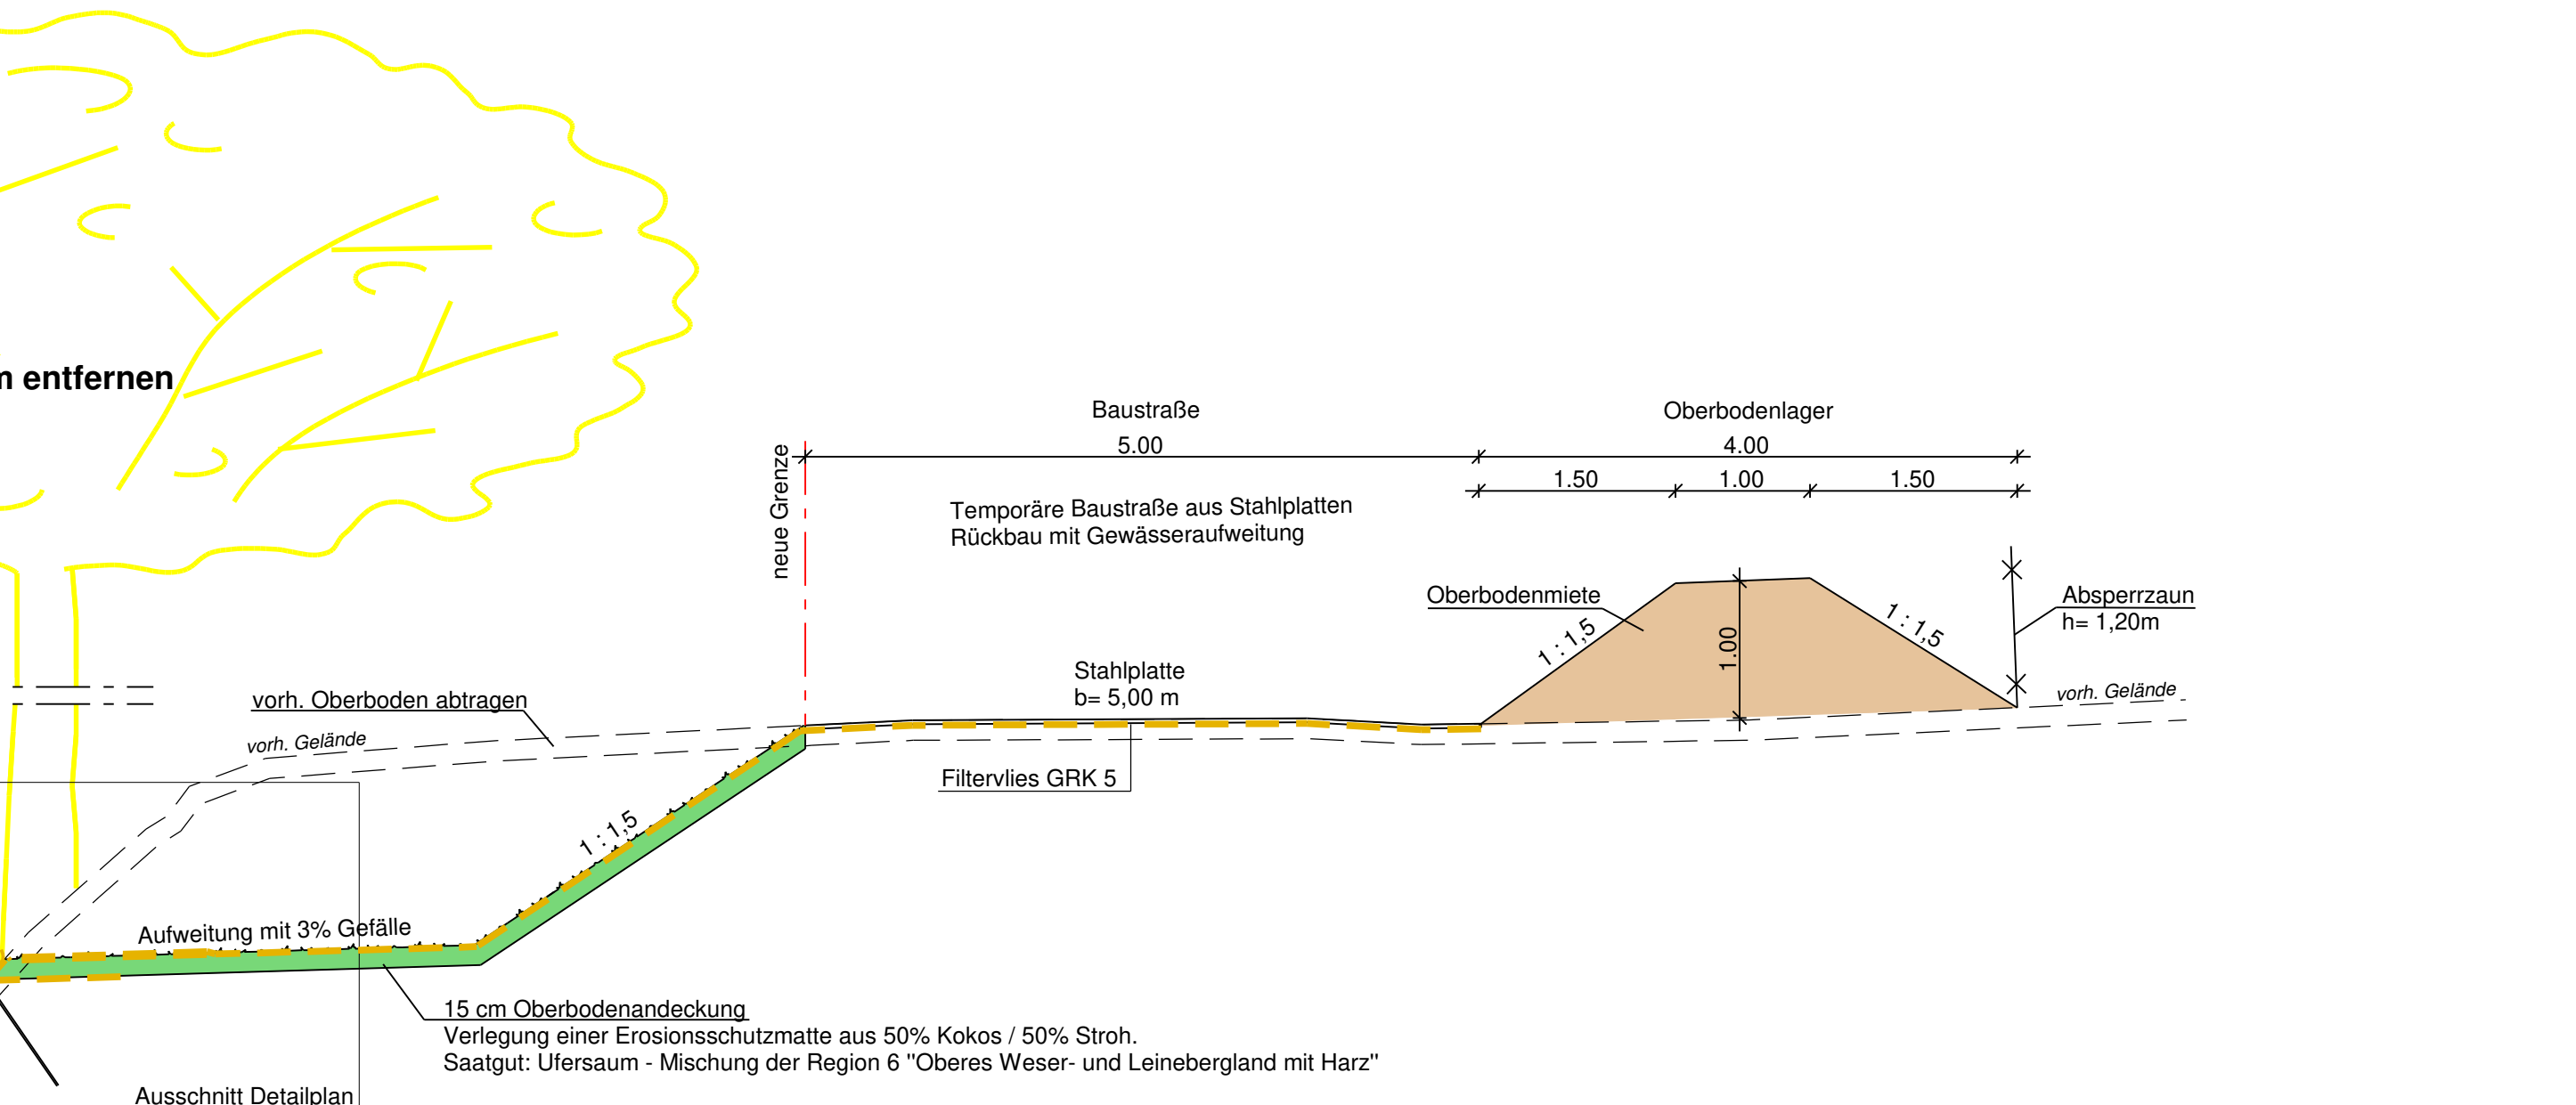 m entfernen
Baustraße
5.00
Oberbodenlager
4.00
1.50
1.00
1.50
neue Grenze
Temporäre Baustraße aus Stahlplatten
Rückbau mit Gewässeraufweitung
Oberbodenmiete
1 : 1,5
1.00
1 : 1,5
Absperrzaun
h= 1,20m
vorh. Gelände
Stahlplatte
b= 5,00 m
vorh. Oberboden abtragen
vorh. Gelände
Filtervlies GRK 5
1 : 1,5
Aufweitung mit 3% Gefälle
15 cm Oberbodenandeckung
Verlegung einer Erosionsschutzmatte aus 50% Kokos / 50% Stroh.
Saatgut: Ufersaum - Mischung der Region 6 "Oberes Weser- und Leinebergland mit Harz"
Ausschnitt Detailplan